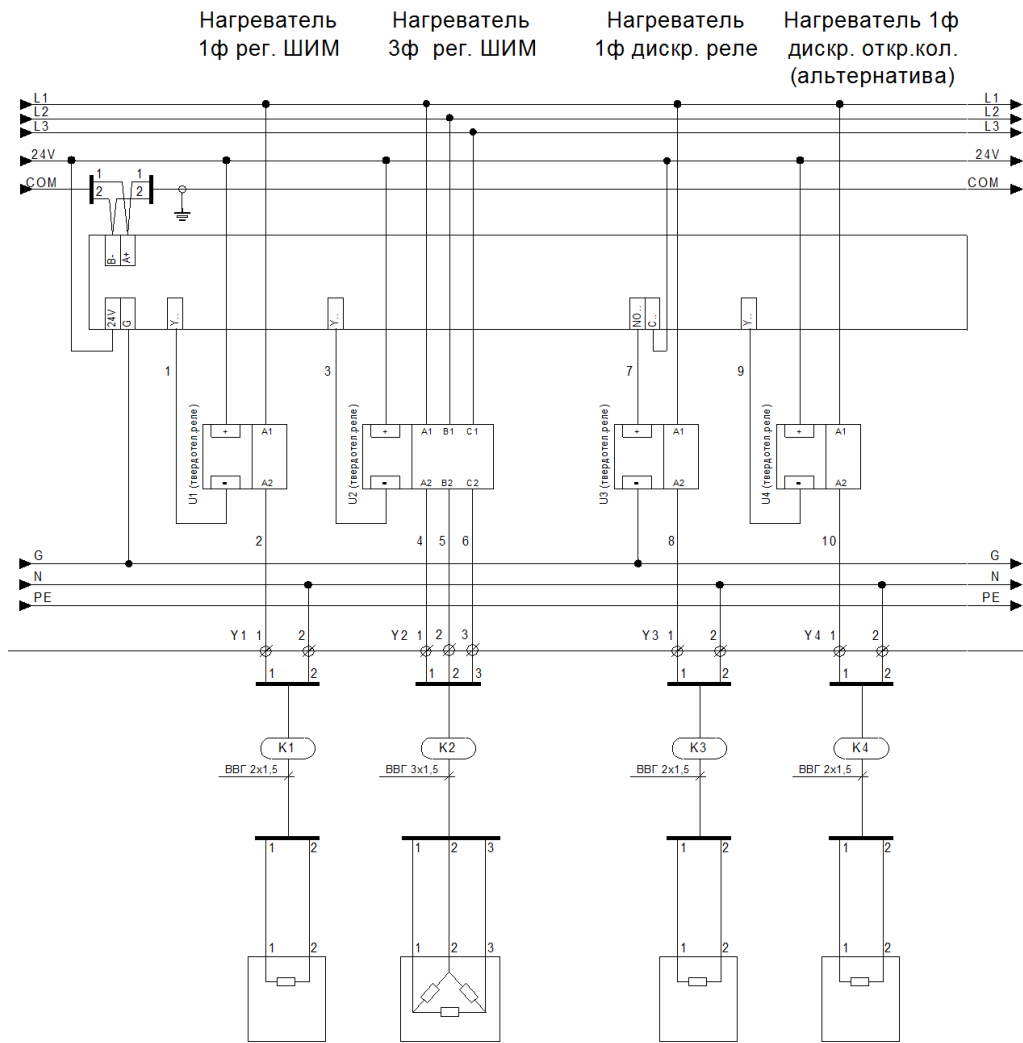 Нагреватель
1ф рег. ШИМ
Нагреватель
3ф рег. ШИМ
Нагреватель
1ф дискр. реле
Нагреватель 1ф
дискр. откр.кол.
(альтернатива)
L1
L1
L2
L2
L3
L3
24V
24V
COM
COM
1
2
1
2
B-
A+
24V
G
Y..
Y..
NO..
C..
Y..
1
3
7
9
U1 (твердотел.реле)
+
-
A1
A2
U2 (твердотел.реле)
+
-
A1
B1
C1
A2
B2
C2
U3 (твердотел.реле)
+
-
A1
A2
U4 (твердотел.реле)
+
-
A1
A2
2
4
5
6
8
10
G
G
N
N
PE
PE
Y1
1
2
Y2
1
2
3
Y3
1
2
Y4
1
2
1
2
1
2
3
1
2
1
2
K1
K2
K3
K4
ВВГ 2x1,5
ВВГ 3x1,5
ВВГ 2x1,5
ВВГ 2x1,5
1
2
1
2
3
1
2
1
2
1
2
1
2
3
1
2
1
2